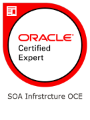 ORACLE
Certified
Expert
SOA Infrstrcture OCE